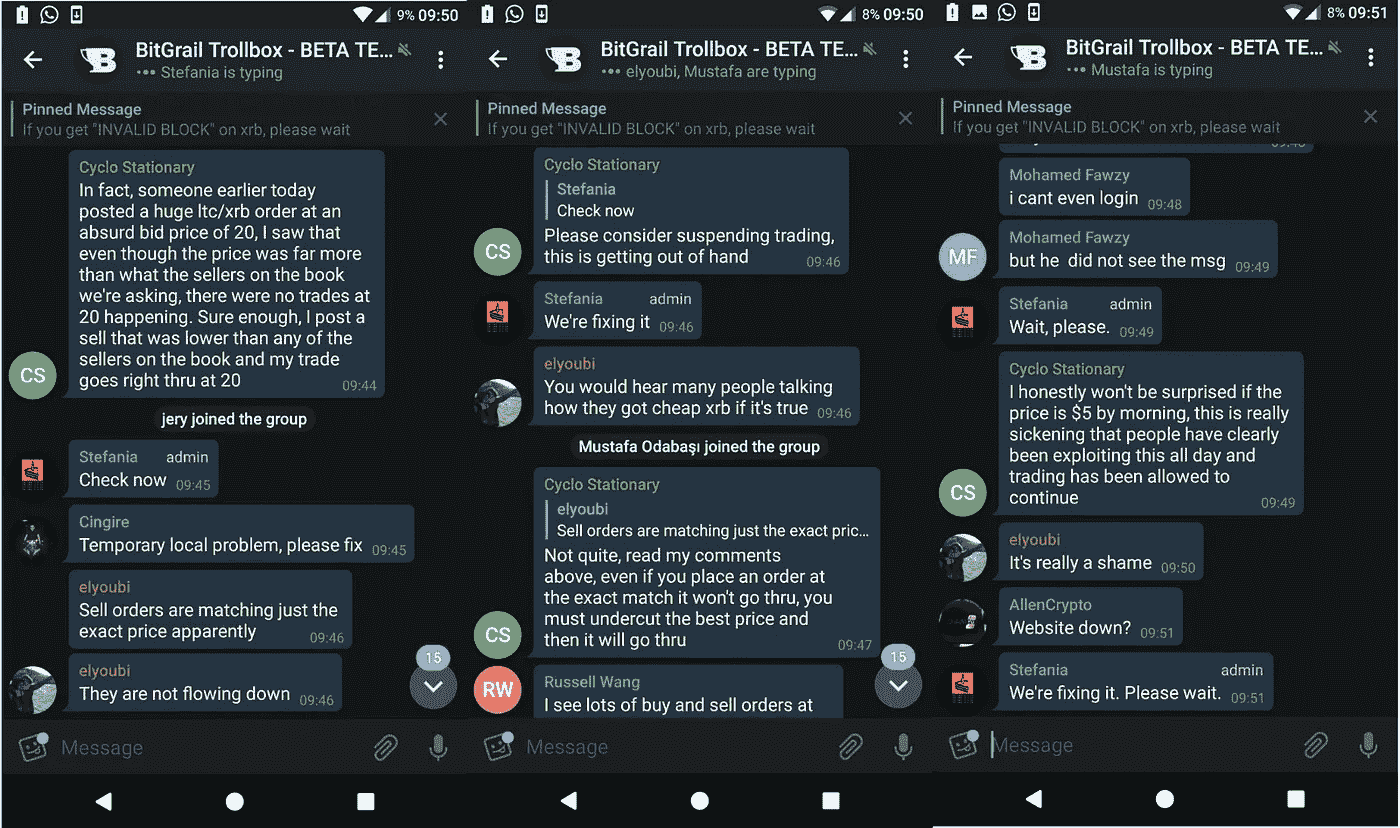 9% 09:50
BitGrail Trollbox - BETA TE...
Stefania is typing
Pinned Message
If you get "INVALID BLOCK" on xrb, please wait
Cyclo Stationary
In fact, someone earlier today
posted a huge ltc/xrb order at an
absurd bid price of 20, I saw that
even though the price was far more
than what the sellers on the book
we're asking, there were no trades at
20 happening. Sure enough, I post a
sell that was lower than any of the
sellers on the book and my trade
goes right thru at 20 09:44
CS
jery joined the group
Stefania admin
Check now 09:45
Cingire
Temporary local problem, please fix 09:45
elyoubi
Sell orders are matching just the
exact price apparently 09:46
elyoubi
They are not flowing down 09:46
15
Message
8% 09:50
BitGrail Trollbox - BETA TE...
elyoubi, Mustafa are typing
Pinned Message
If you get "INVALID BLOCK" on xrb, please wait
Cyclo Stationary
Stefania
Check now
Please consider suspending trading,
this is getting out of hand 09:46
CS
Stefania admin
We're fixing it 09:46
elyoubi
You would hear many people talking
how they got cheap xrb if it's true 09:46
Mustafa Odabaşı joined the group
Cyclo Stationary
elyoubi
Sell orders are matching just the exact pric...
Not quite, read my comments
above, even if you place an order at
the exact match it won't go thru, you
must undercut the best price and
then it will go thru 09:47
CS
Russell Wang
RW
I see lots of buy and sell orders at
15
Message
8% 09:51
BitGrail Trollbox - BETA TE...
Mustafa is typing
Pinned Message
If you get "INVALID BLOCK" on xrb, please wait
Mohamed Fawzy
i cant even login 09:48
Mohamed Fawzy
but he did not see the msg 09:49
MF
Stefania admin
Wait, please. 09:49
Cyclo Stationary
I honestly won't be surprised if the
price is $5 by morning, this is really
sickening that people have clearly
been exploiting this all day and
trading has been allowed to
continue 09:49
CS
elyoubi
It's really a shame 09:50
AllenCrypto
Website down? 09:51
Stefania admin
We're fixing it. Please wait. 09:51
Message